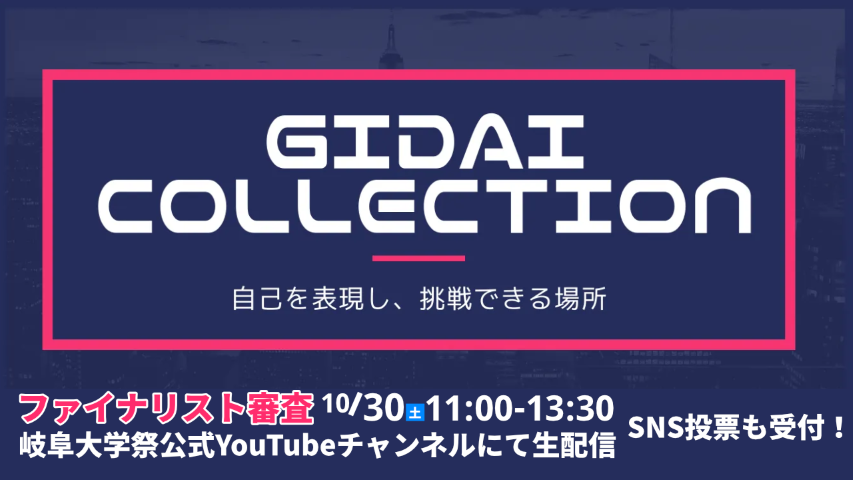 GIDAI
COLLECTION
自己を表現し、挑戦できる場所
ファイナリスト審査 10/30土11:00-13:30
岐阜大学祭公式YouTubeチャンネルにて生配信
SNS投票も受付！